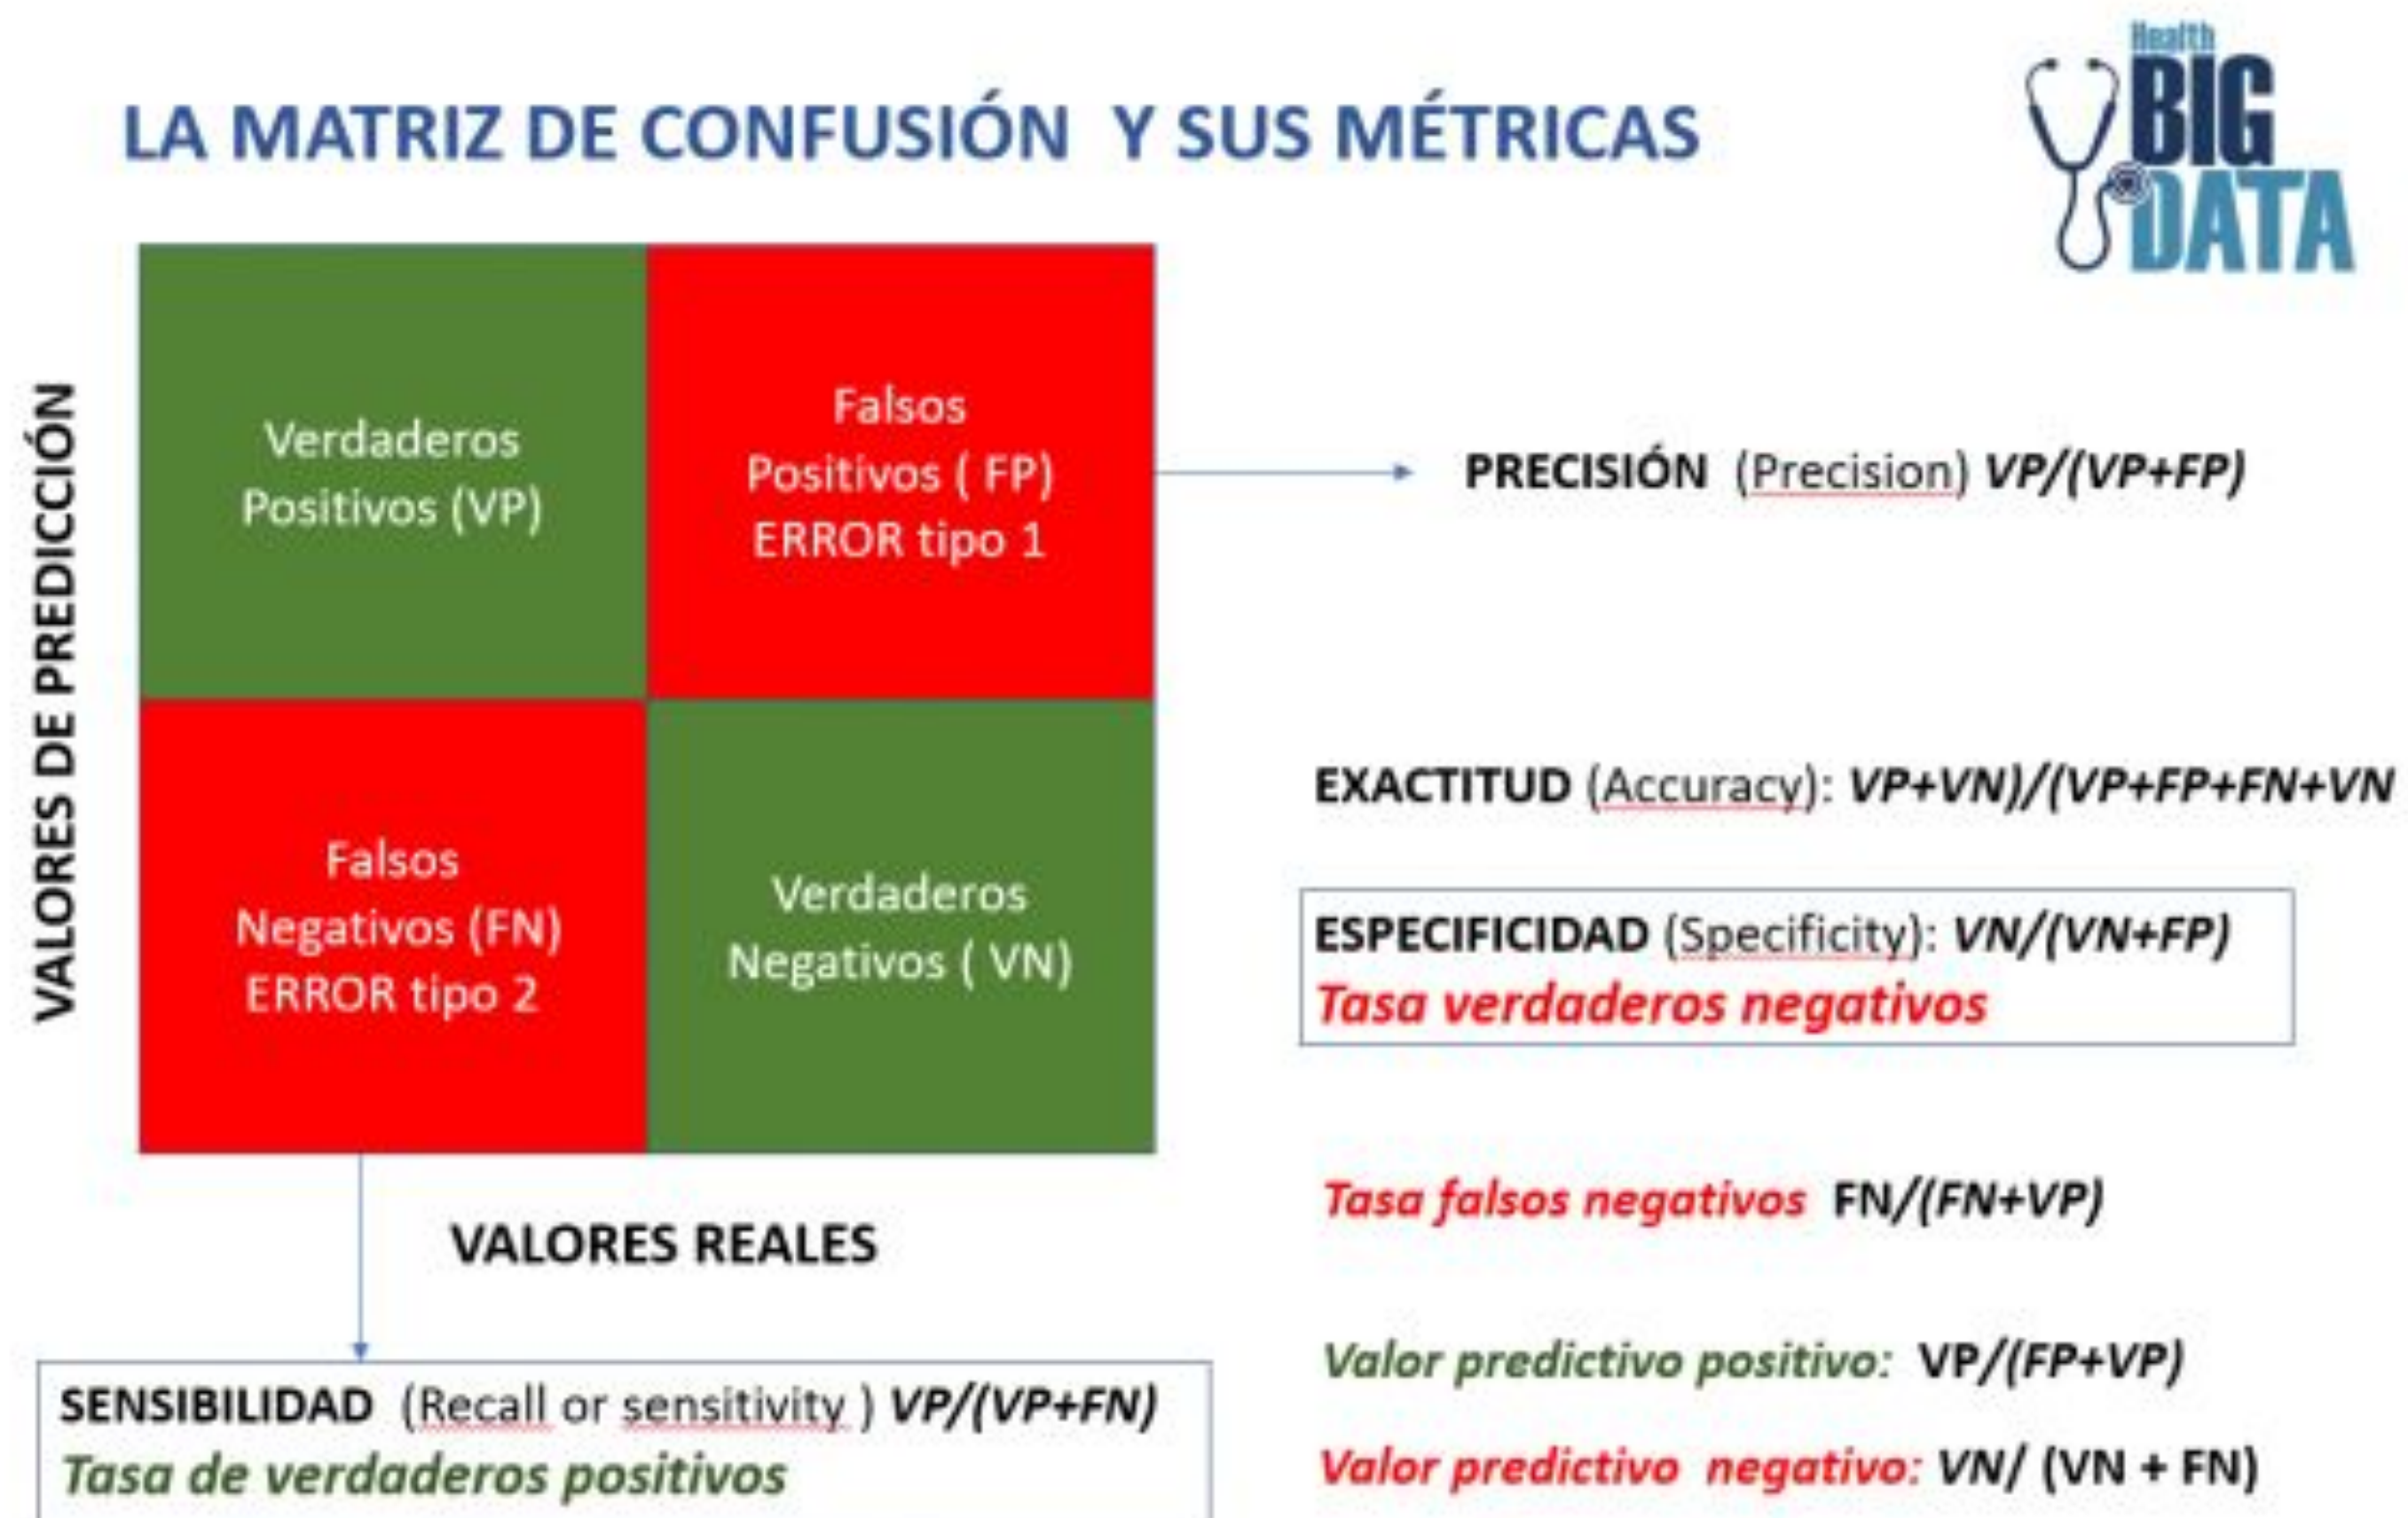 Health
BIG
DATA
LA MATRIZ DE CONFUSIÓN Y SUS MÉTRICAS
VALORES DE PREDICCIÓN
Verdaderos
Positivos (VP)
Falsos
Positivos ( FP)
ERROR tipo 1
PRECISIÓN (Precision) VP/(VP+FP)
Falsos
Negativos (FN)
ERROR tipo 2
Verdaderos
Negativos ( VN)
EXACTITUD (Accuracy): VP+VN)/(VP+FP+FN+VN
ESPECIFICIDAD (Specificity): VN/(VN+FP)
Tasa verdaderos negativos
Tasa falsos negativos FN/(FN+VP)
VALORES REALES
Valor predictivo positivo: VP/(FP+VP)
SENSIBILIDAD (Recall or sensitivity ) VP/(VP+FN)
Tasa de verdaderos positivos
Valor predictivo negativo: VN/ (VN + FN)